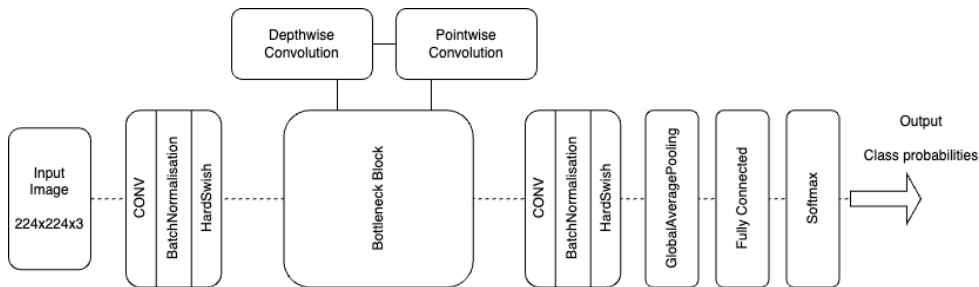 Depthwise
Convolution
Pointwise
Convolution
Input
Image
224x224x3
CONV
BatchNormalisation
HardSwish
Bottleneck Block
CONV
BatchNormalisation
HardSwish
GlobalAveragePooling
Fully Connected
Softmax
Output
Class probabilities